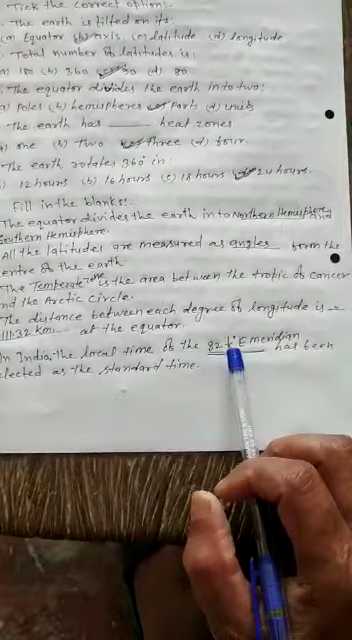 Tick the correct option:
The earth is tilted on its:
(a) Equator (b) axis (c) latitude (d) longitude
Total number of latitudes is:
a) 180 (b) 360 (d) 80
The equator divides the earth into two:
a) Poles (b) hemispheres (c) parts (d) units
The earth has ______ heat zones
a) one (b) two (c) three (d) four.
The earth rotates 360° in:
) 12 hours (b) 16 hours (c) 18 hours (d) 24 hours.
Fill in the blanks:
The equator divides the earth into Northern Hemisphere and
Southern Hemisphere.
All the latitudes are measured as angles from the
entre of the earth
The Temperate zone is the area between the tropic of cancer
nd the Arctic circle.
The distance between each degree of longitude is
111.32 km at the equator.
In India, the local time of the 82 ° E meridian has been
elected as the standard time.